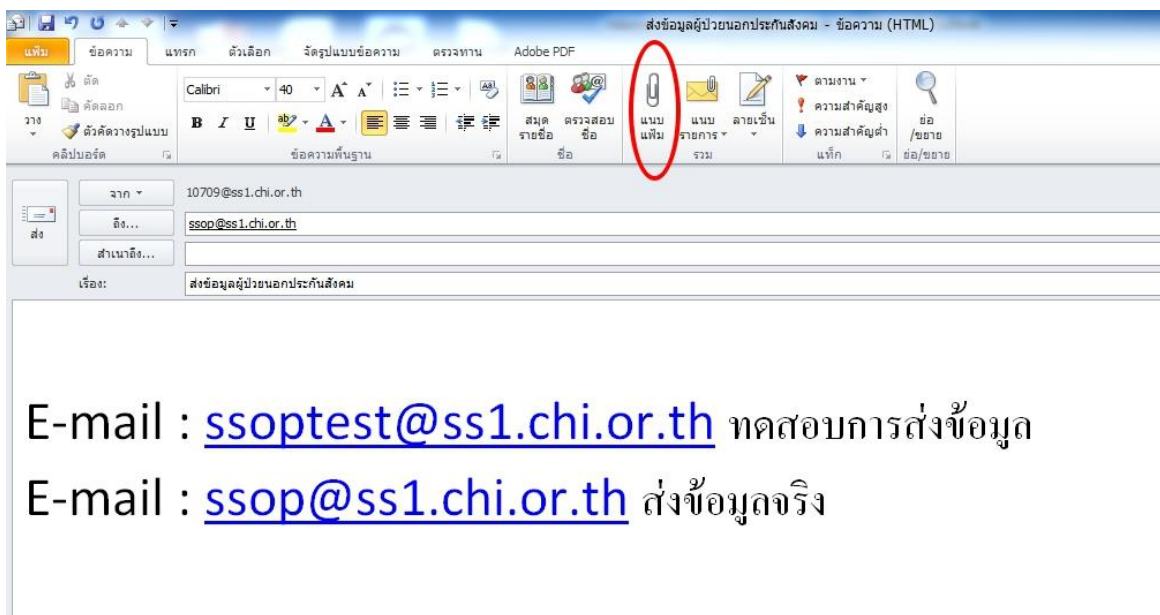 ส่งข้อมูลผู้ป่วยนอกประกันสังคม - ข้อความ (HTML)
แฟ้ม ข้อความ แทรก ตัวเลือก จัดรูปแบบข้อความ ตรวจทาน Adobe PDF
วาง
ตัด
คัดลอก
ตัวคัดวางรูปแบบ
คลิปบอร์ด
Calibri 40
B I U
ข้อความพื้นฐาน
สมุด
รายชื่อ
ตรวจสอบ
ชื่อ
ชื่อ
แนบ
แฟ้ม
แนบ
รายการ
ลายเซ็น
รวม
ตามงาน
ความสำคัญสูง
ความสำคัญต่ำ
แท็ก
ย่อ
/ขยาย
ย่อ/ขยาย
ส่ง
จาก 10709@ss1.chi.or.th
ถึง... ssop@ss1.chi.or.th
สำเนาถึง...
เรื่อง: ส่งข้อมูลผู้ป่วยนอกประกันสังคม
E-mail : ssoptest@ss1.chi.or.th ทดสอบการส่งข้อมูล
E-mail : ssop@ss1.chi.or.th ส่งข้อมูลจริง